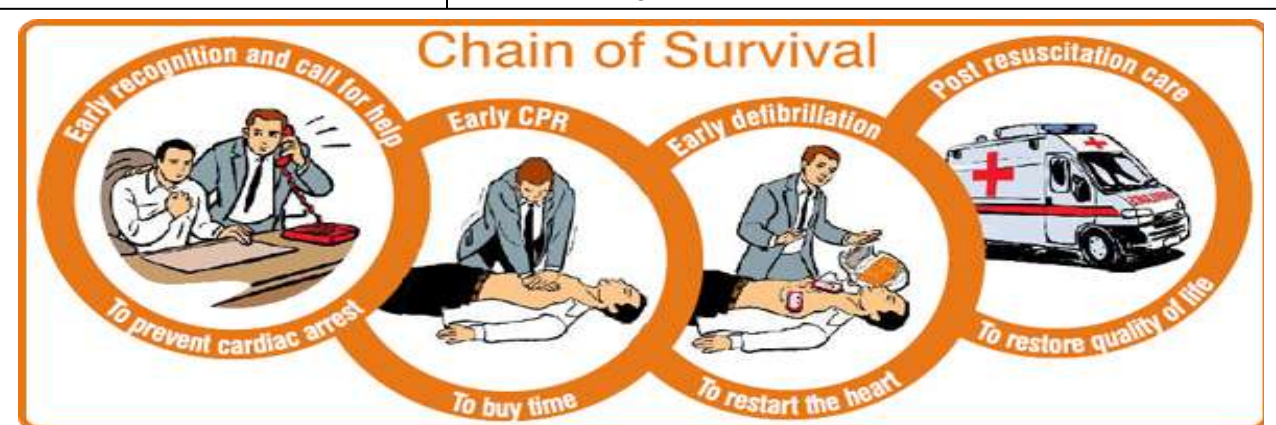 Chain of Survival
Early recognition and call for help
To prevent cardiac arrest
Early CPR
To buy time
Early defibrillation
To restart the heart
Post resuscitation care
To restore quality of life